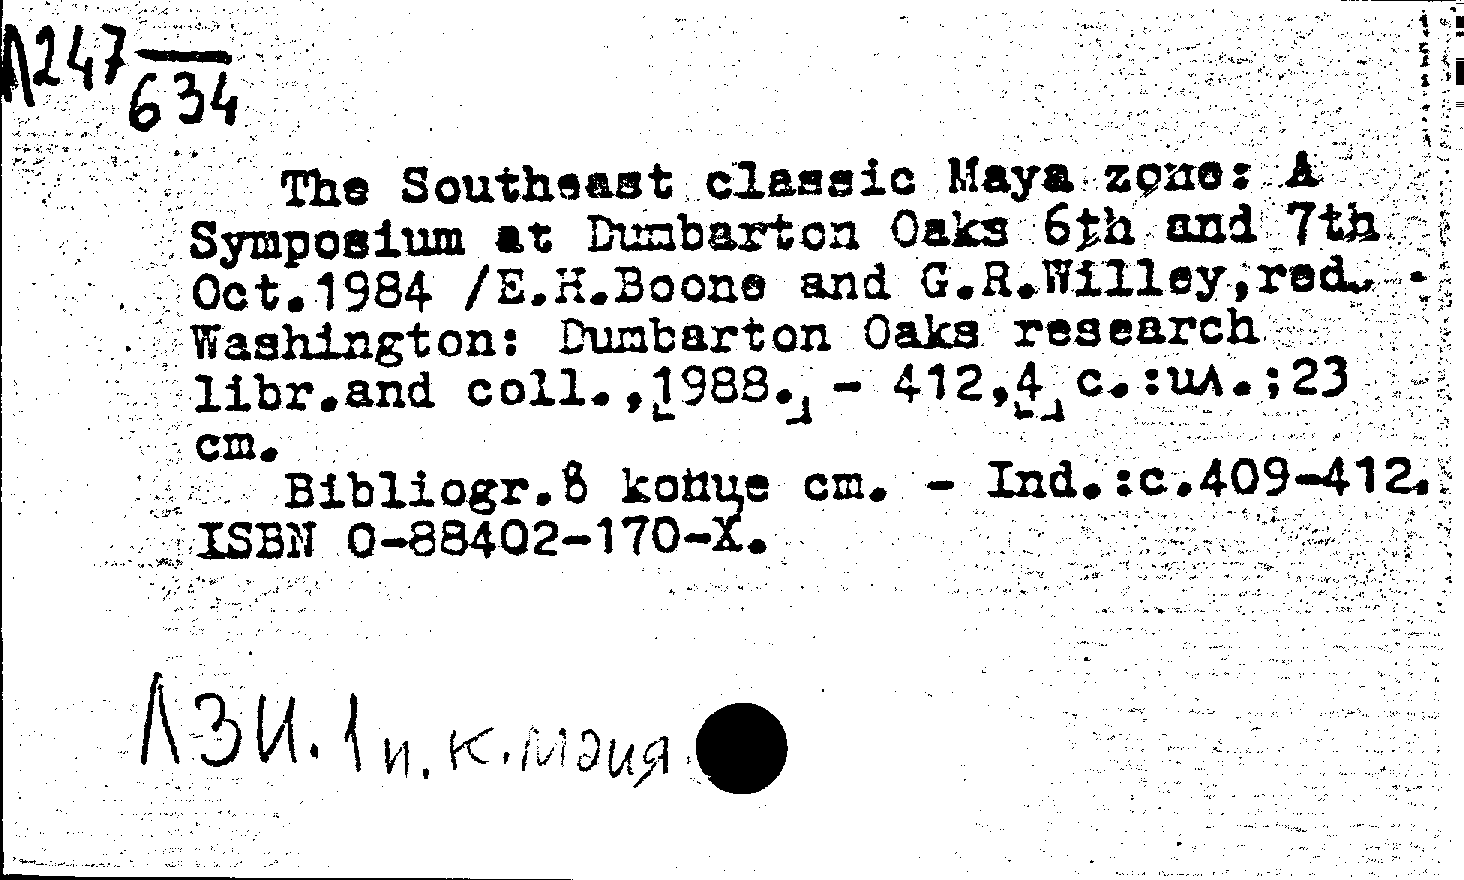 Л247
634
The Southeast classic Maya zone: A
Symposium at Dumbarton Oaks 6th and 7th
Oct.1984 /E.H.Boone and G.R.Willey,red. -
Washington: Dumbarton Oaks research
libr.and coll.,[1988.] - 412,[4] с.:ил.;23
см.
Bibliogr.в конце ст. - Ind.:с.409-412.
ISBN 0-88402-170-X.
ЛЗИ.1 п.к.майя